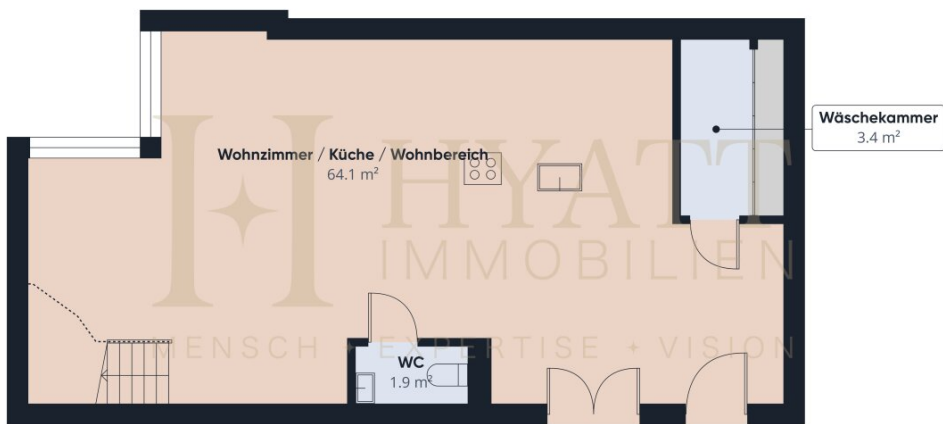 Wohnzimmer / Küche / Wohnbereich
64.1 m²
Wäschekammer
3.4 m²
HYATT
IMMOBILIEN
MENSCH ✦ EXPERTISE ✦ VISION
WC
1.9 m²